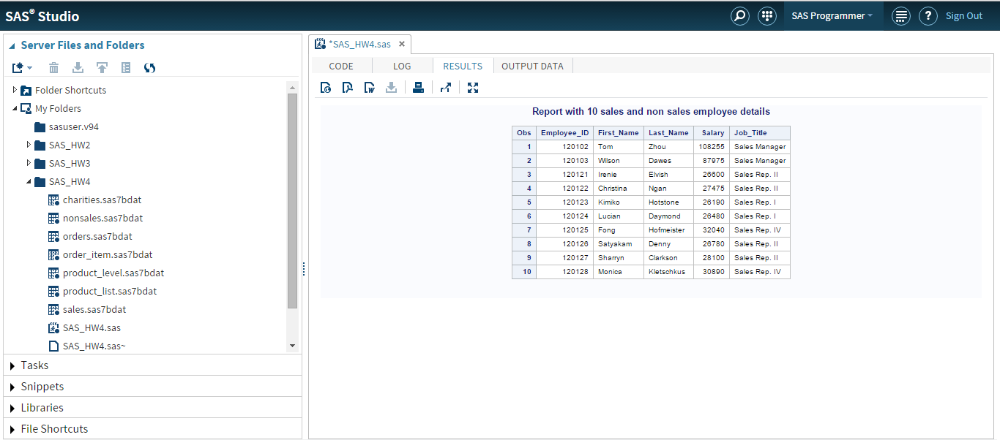 SAS® Studio
SAS Programmer
Sign Out
Server Files and Folders
Folder Shortcuts
My Folders
sasuser.v94
SAS_HW2
SAS_HW3
SAS_HW4
charities.sas7bdat
nonsales.sas7bdat
orders.sas7bdat
order_item.sas7bdat
product_level.sas7bdat
product_list.sas7bdat
sales.sas7bdat
SAS_HW4.sas
SAS_HW4.sas~
Tasks
Snippets
Libraries
File Shortcuts
*SAS_HW4.sas
CODE LOG RESULTS OUTPUT DATA
Report with 10 sales and non sales employee details
Obs Employee_ID First_Name Last_Name Salary Job_Title
1 120102 Tom Zhou 108255 Sales Manager
2 120103 Wilson Dawes 87975 Sales Manager
3 120121 Irenie Elvish 26600 Sales Rep. II
4 120122 Christina Ngan 27475 Sales Rep. II
5 120123 Kimiko Hotstone 26190 Sales Rep. I
6 120124 Lucian Daymond 26480 Sales Rep. I
7 120125 Fong Hofmeister 32040 Sales Rep. IV
8 120126 Satyakam Denny 26780 Sales Rep. II
9 120127 Sharryn Clarkson 28100 Sales Rep. II
10 120128 Monica Kletschkus 30890 Sales Rep. IV